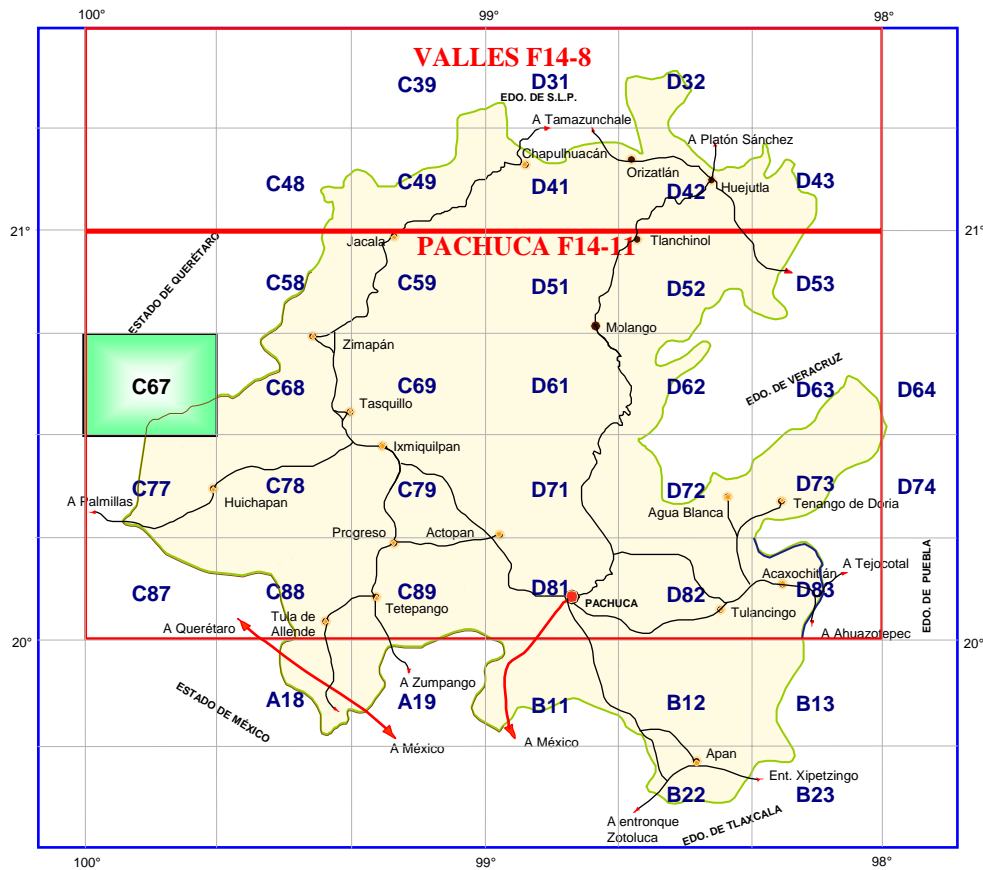 100°
99°
98°
VALLES F14-8
C39
D31
D32
EDO. DE S.L.P.
A Tamazunchale
A Platón Sánchez
Chapulhuacán
Orizatlán
Huejutla
C48
C49
D41
D42
D43
21°
21°
Jacala
PACHUCA F14-11
Tlanchinol
ESTADO DE QUERÉTARO
C58
C59
D51
D52
D53
Zimapán
Molango
EDO. DE VERACRUZ
C67
C68
C69
D61
D62
D63
D64
Tasquillo
Ixmiquilpan
C77
C78
C79
D71
D72
D73
D74
A Palmillas
Huichapan
Agua Blanca
Tenango de Doria
Progreso
Actopan
A Tejocotal
Acaxochitlán
EDO. DE PUEBLA
C87
C88
C89
D81
D82
D83
Tetepango
PACHUCA
Tulancingo
Tula de
Allende
A Querétaro
A Ahuazotepec
20°
20°
A Zumpango
ESTADO DE MÉXICO
A18
A19
B11
B12
B13
A México
A México
Apan
Ent. Xipetzingo
B22
B23
A entronque
Zotoluca
EDO. DE TLAXCALA
100°
99°
98°